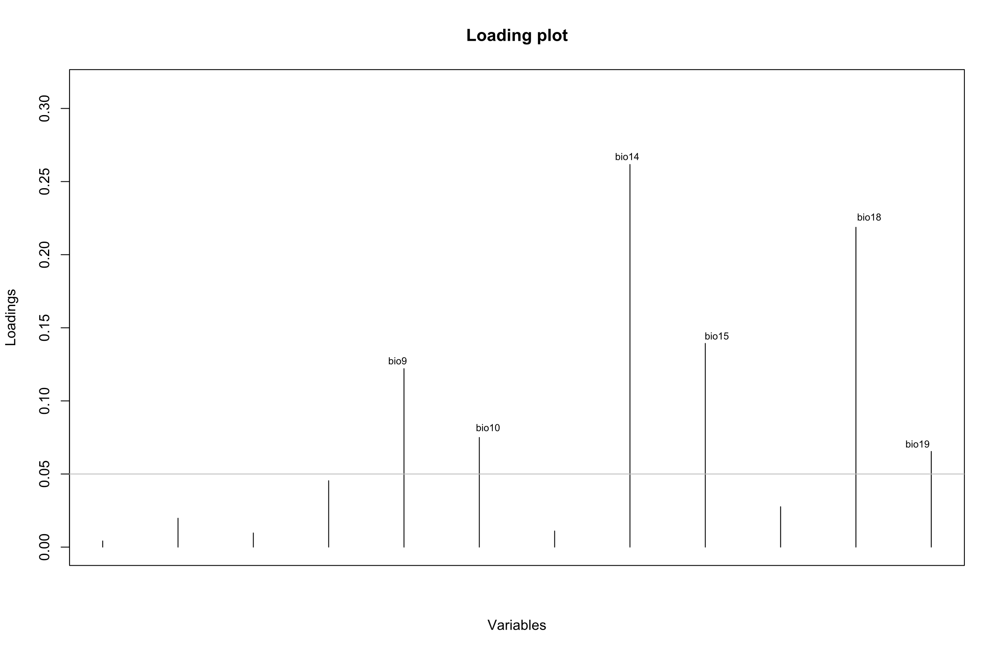 Loading plot
Loadings
0.30
0.25
0.20
0.15
0.10
0.05
0.00
bio14
bio18
bio15
bio9
bio10
bio19
Variables